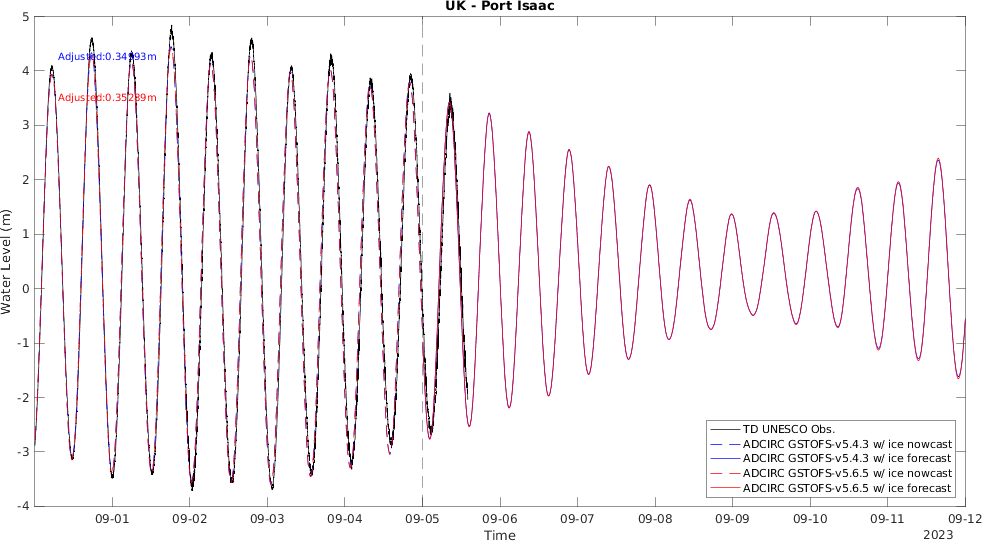 UK - Port Isaac
5
4
3
2
1
0
-1
-2
-3
-4
Water Level (m)
Adjusted:0.34993m
Adjusted:0.35289m
TD UNESCO Obs.
ADCIRC GSTOFS-v5.4.3 w/ ice nowcast
ADCIRC GSTOFS-v5.4.3 w/ ice forecast
ADCIRC GSTOFS-v5.6.5 w/ ice nowcast
ADCIRC GSTOFS-v5.6.5 w/ ice forecast
09-01 09-02 09-03 09-04 09-05 09-06 09-07 09-08 09-09 09-10 09-11 09-12
Time
2023